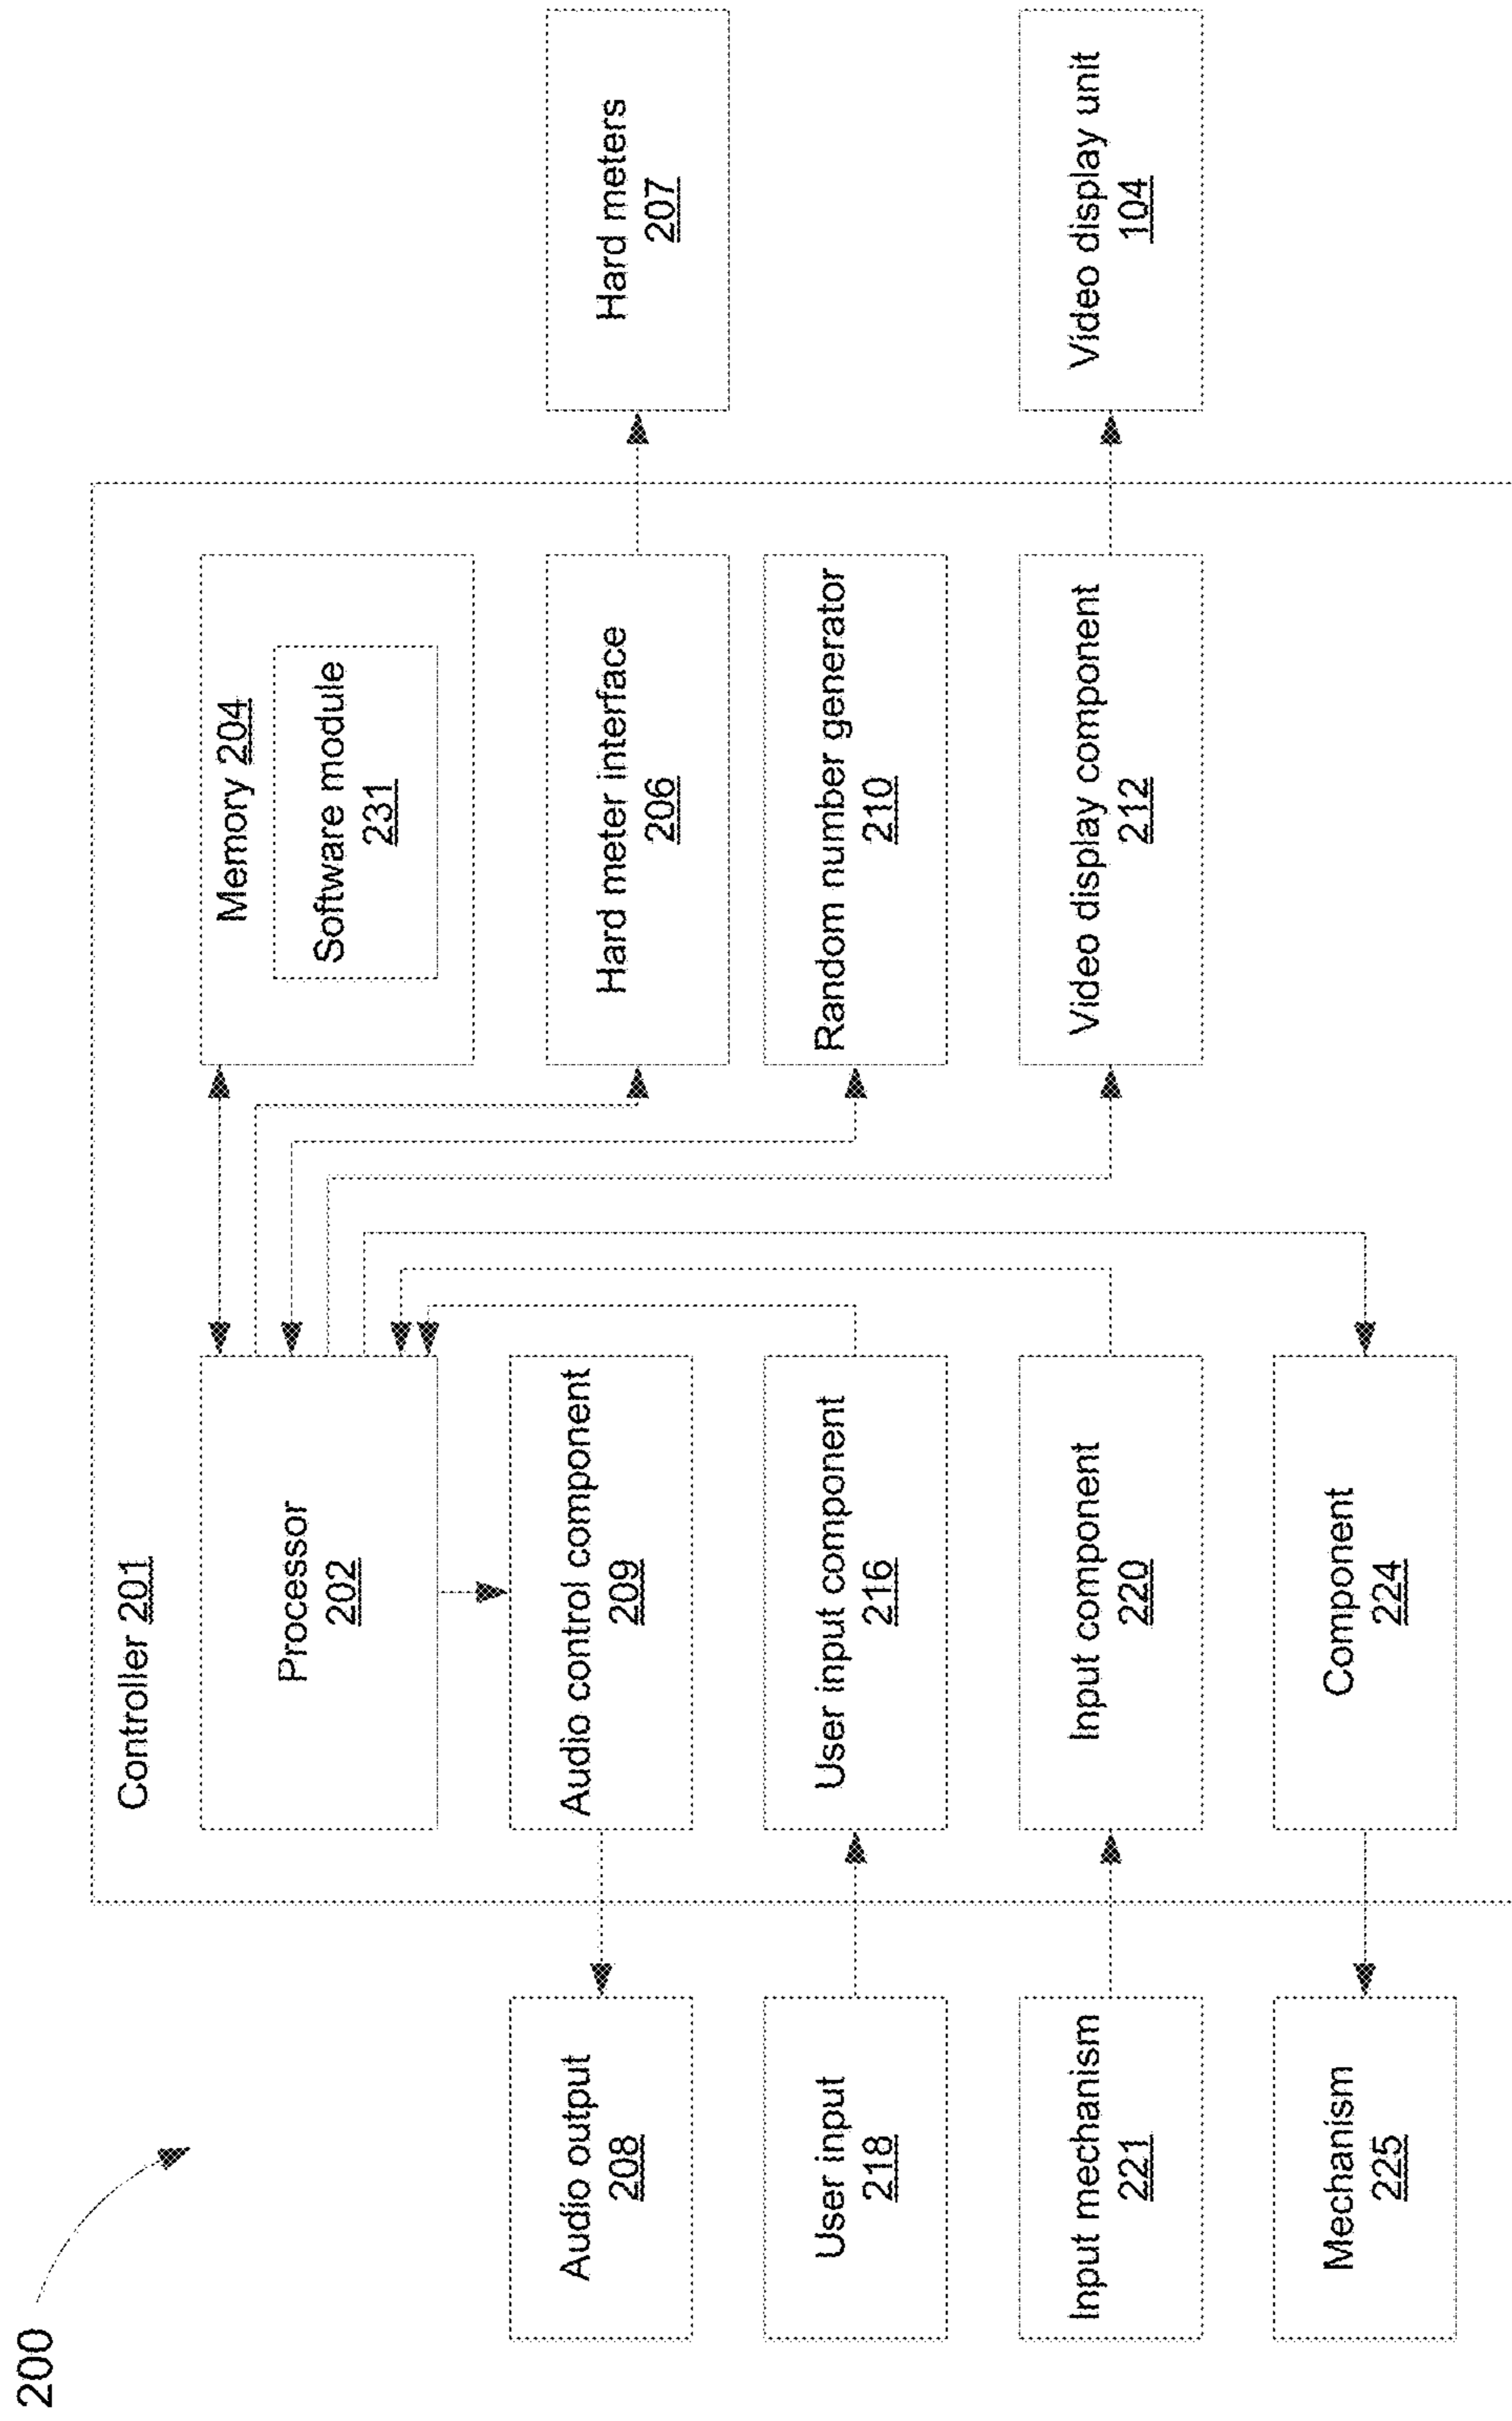 200
Controller 201
Processor
202
Memory 204
Software module
231
Audio output
208
Audio control component
209
Hard meter interface
206
Hard meters
207
User input
218
User input component
216
Random number generator
210
Input mechanism
221
Input component
220
Video display component
212
Video display unit
104
Mechanism
225
Component
224